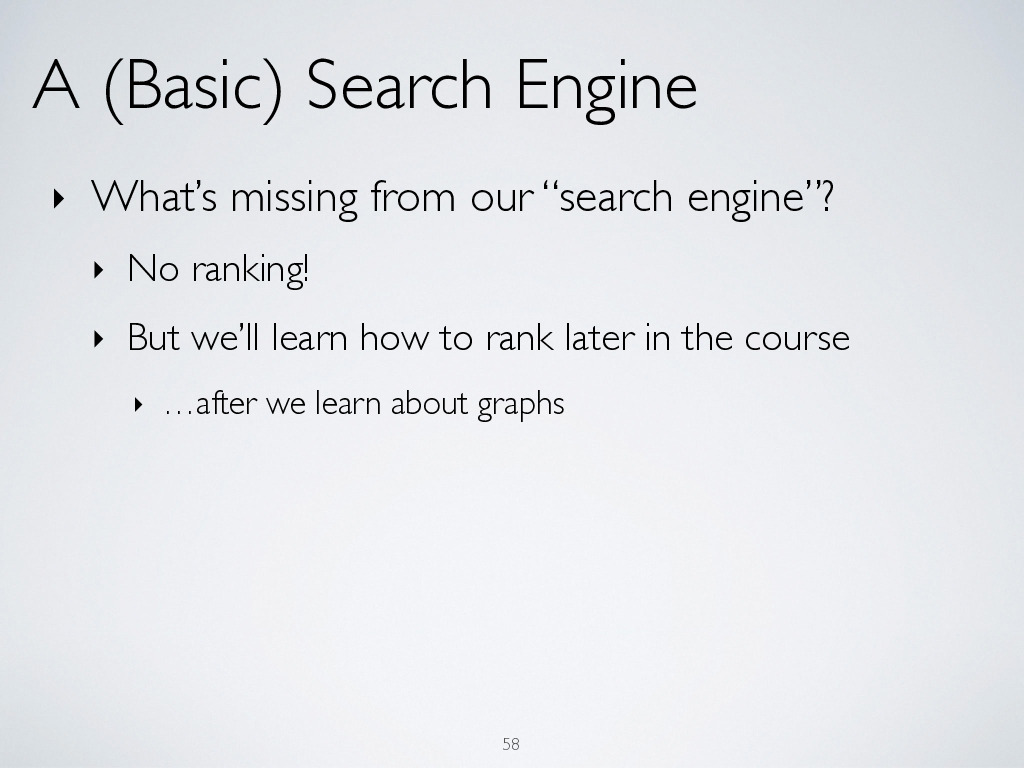 A (Basic) Search Engine
‣ What’s missing from our “search engine”?
‣ No ranking!
‣ But we’ll learn how to rank later in the course
‣ …after we learn about graphs
58